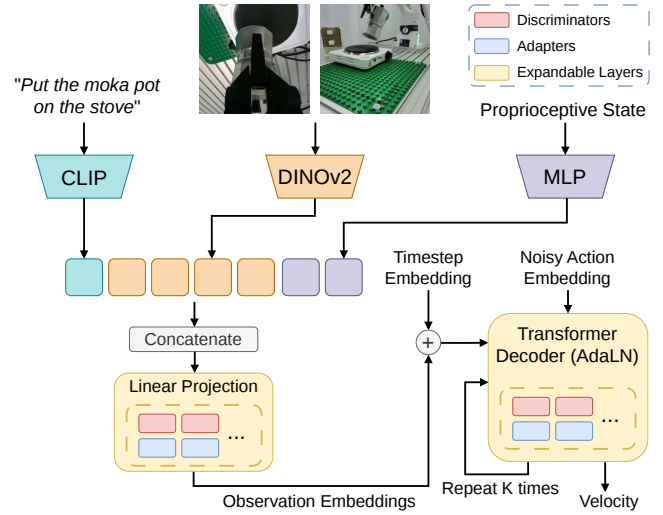 Discriminators
Adapters
Expandable Layers
"Put the moka pot
on the stove"
Proprioceptive State
CLIP
DINOv2
MLP
Timestep
Embedding
Noisy Action
Embedding
Concatenate
+
Transformer
Decoder (AdaLN)
Linear Projection
...
...
Repeat K times
Observation Embeddings
Velocity